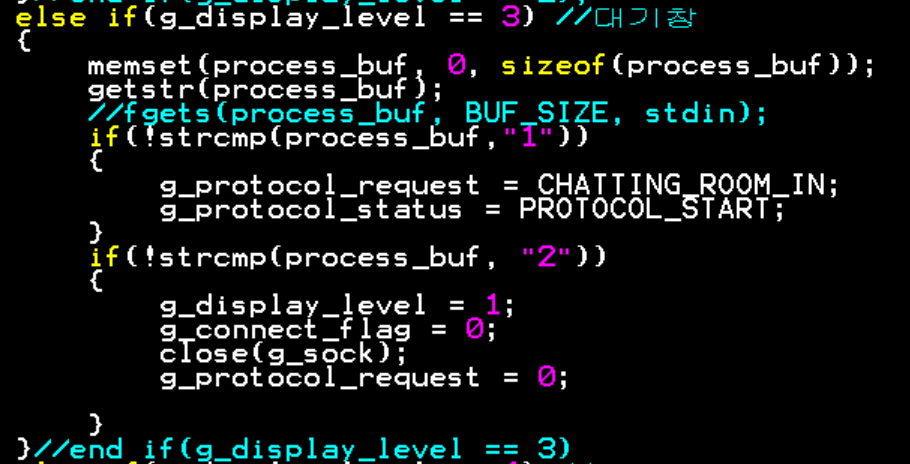 else if(g_display_level == 3) //대기창
{
memset(process_buf, 0, sizeof(process_buf));
getstr(process_buf);
//fgets(process_buf, BUF_SIZE, stdin);
if(!strcmp(process_buf,"1"))
{
g_protocol_request = CHATTING_ROOM_IN;
g_protocol_status = PROTOCOL_START;
}
if(!strcmp(process_buf, "2"))
{
g_display_level = 1;
g_connect_flag = 0;
close(g_sock);
g_protocol_request = 0;
}
}//end if(g_display_level == 3)